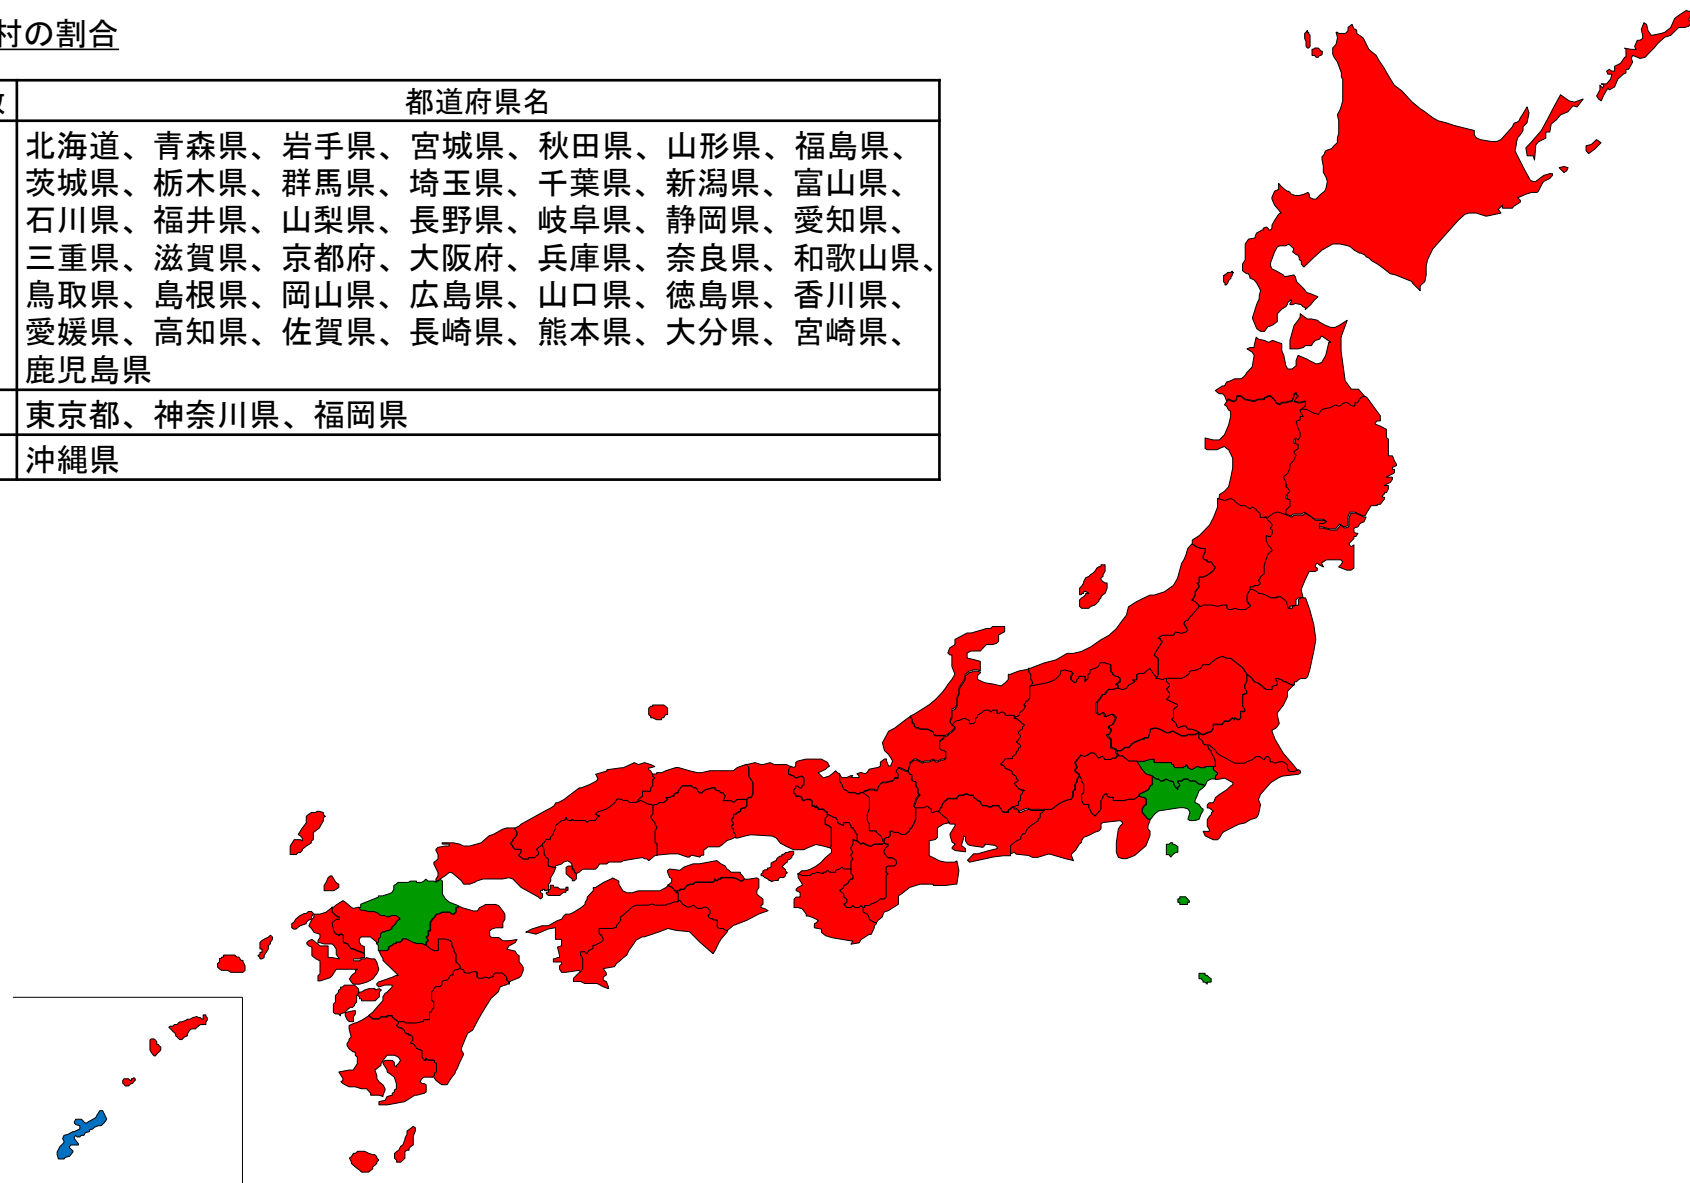 村の割合
数 都道府県名
北海道、青森県、岩手県、宮城県、秋田県、山形県、福島県、
茨城県、栃木県、群馬県、埼玉県、千葉県、新潟県、富山県、
石川県、福井県、山梨県、長野県、岐阜県、静岡県、愛知県、
三重県、滋賀県、京都府、大阪府、兵庫県、奈良県、和歌山県、
鳥取県、島根県、岡山県、広島県、山口県、徳島県、香川県、
愛媛県、高知県、佐賀県、長崎県、熊本県、大分県、宮崎県、
鹿児島県
東京都、神奈川県、福岡県
沖縄県